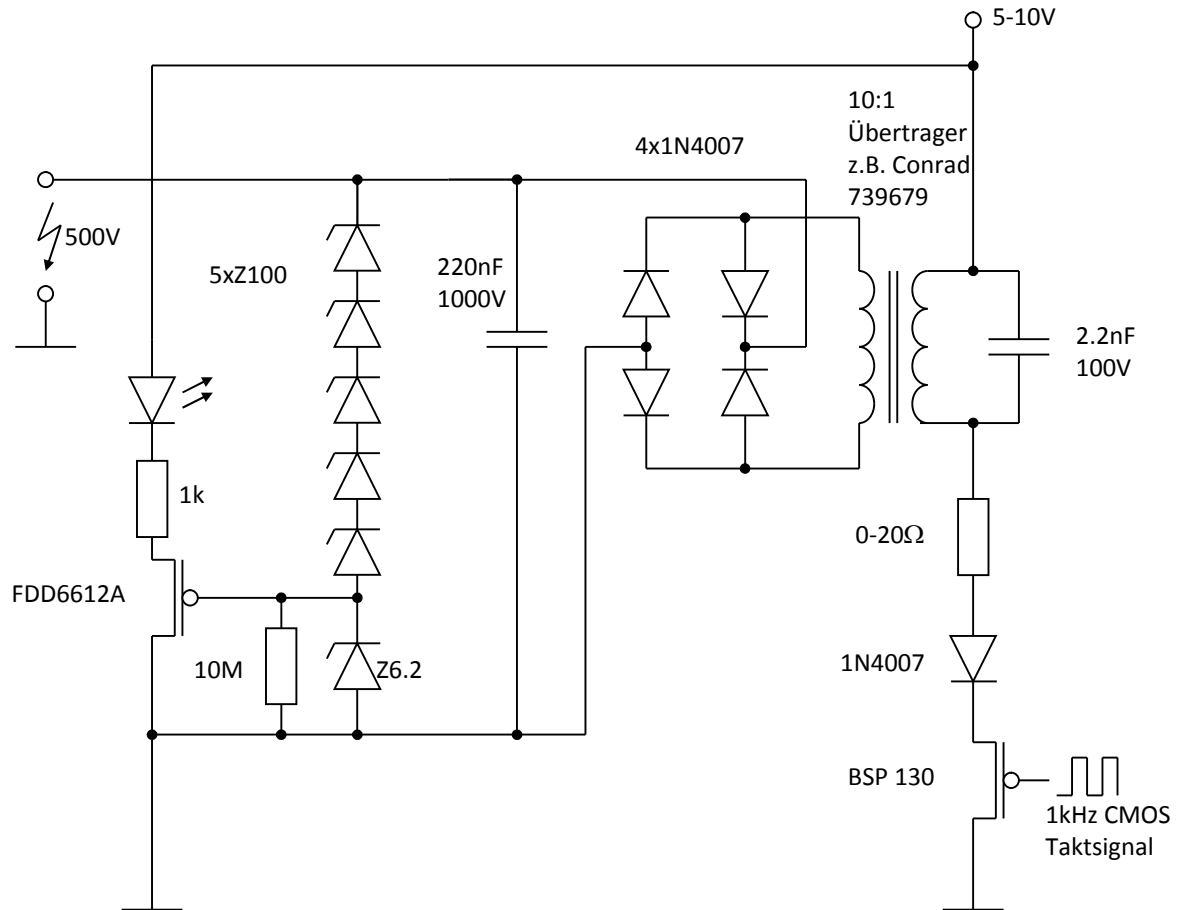 5-10V
10:1
Übertrager
z.B. Conrad
739679
4x1N4007
500V
5xZ100
220nF
1000V
2.2nF
100V
1k
0-20Ω
FDD6612A
10M
Z6.2
1N4007
BSP 130
1kHz CMOS
Taktsignal